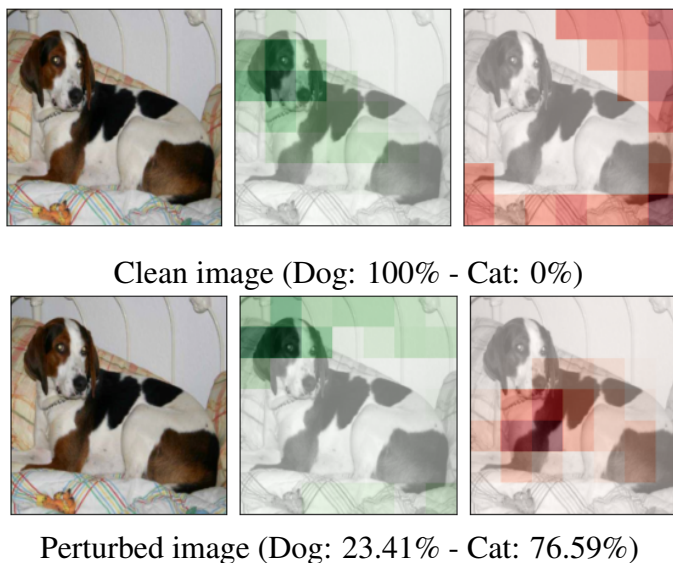 Clean image (Dog: 100% - Cat: 0%)
Perturbed image (Dog: 23.41% - Cat: 76.59%)